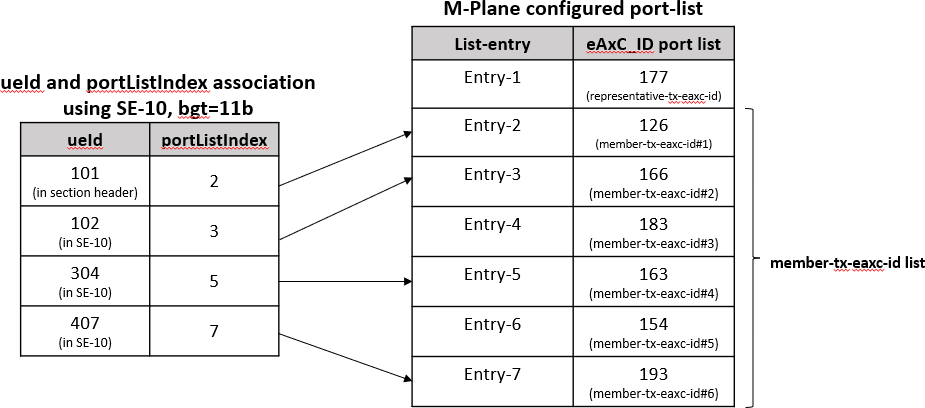 M-Plane configured port-list
List-entry eAxC_ID port list
Entry-1 177
(representative-tx-eaxc-id)
Entry-2 126
(member-tx-eaxc-id#1)
Entry-3 166
(member-tx-eaxc-id#2)
Entry-4 183
(member-tx-eaxc-id#3)
Entry-5 163
(member-tx-eaxc-id#4)
Entry-6 154
(member-tx-eaxc-id#5)
Entry-7 193
(member-tx-eaxc-id#6)
ueId and portListIndex association
using SE-10, bgt=11b
ueId portListIndex
101
(in section header)
2
102
(in SE-10)
3
304
(in SE-10)
5
407
(in SE-10)
7
member-tx-eaxc-id list